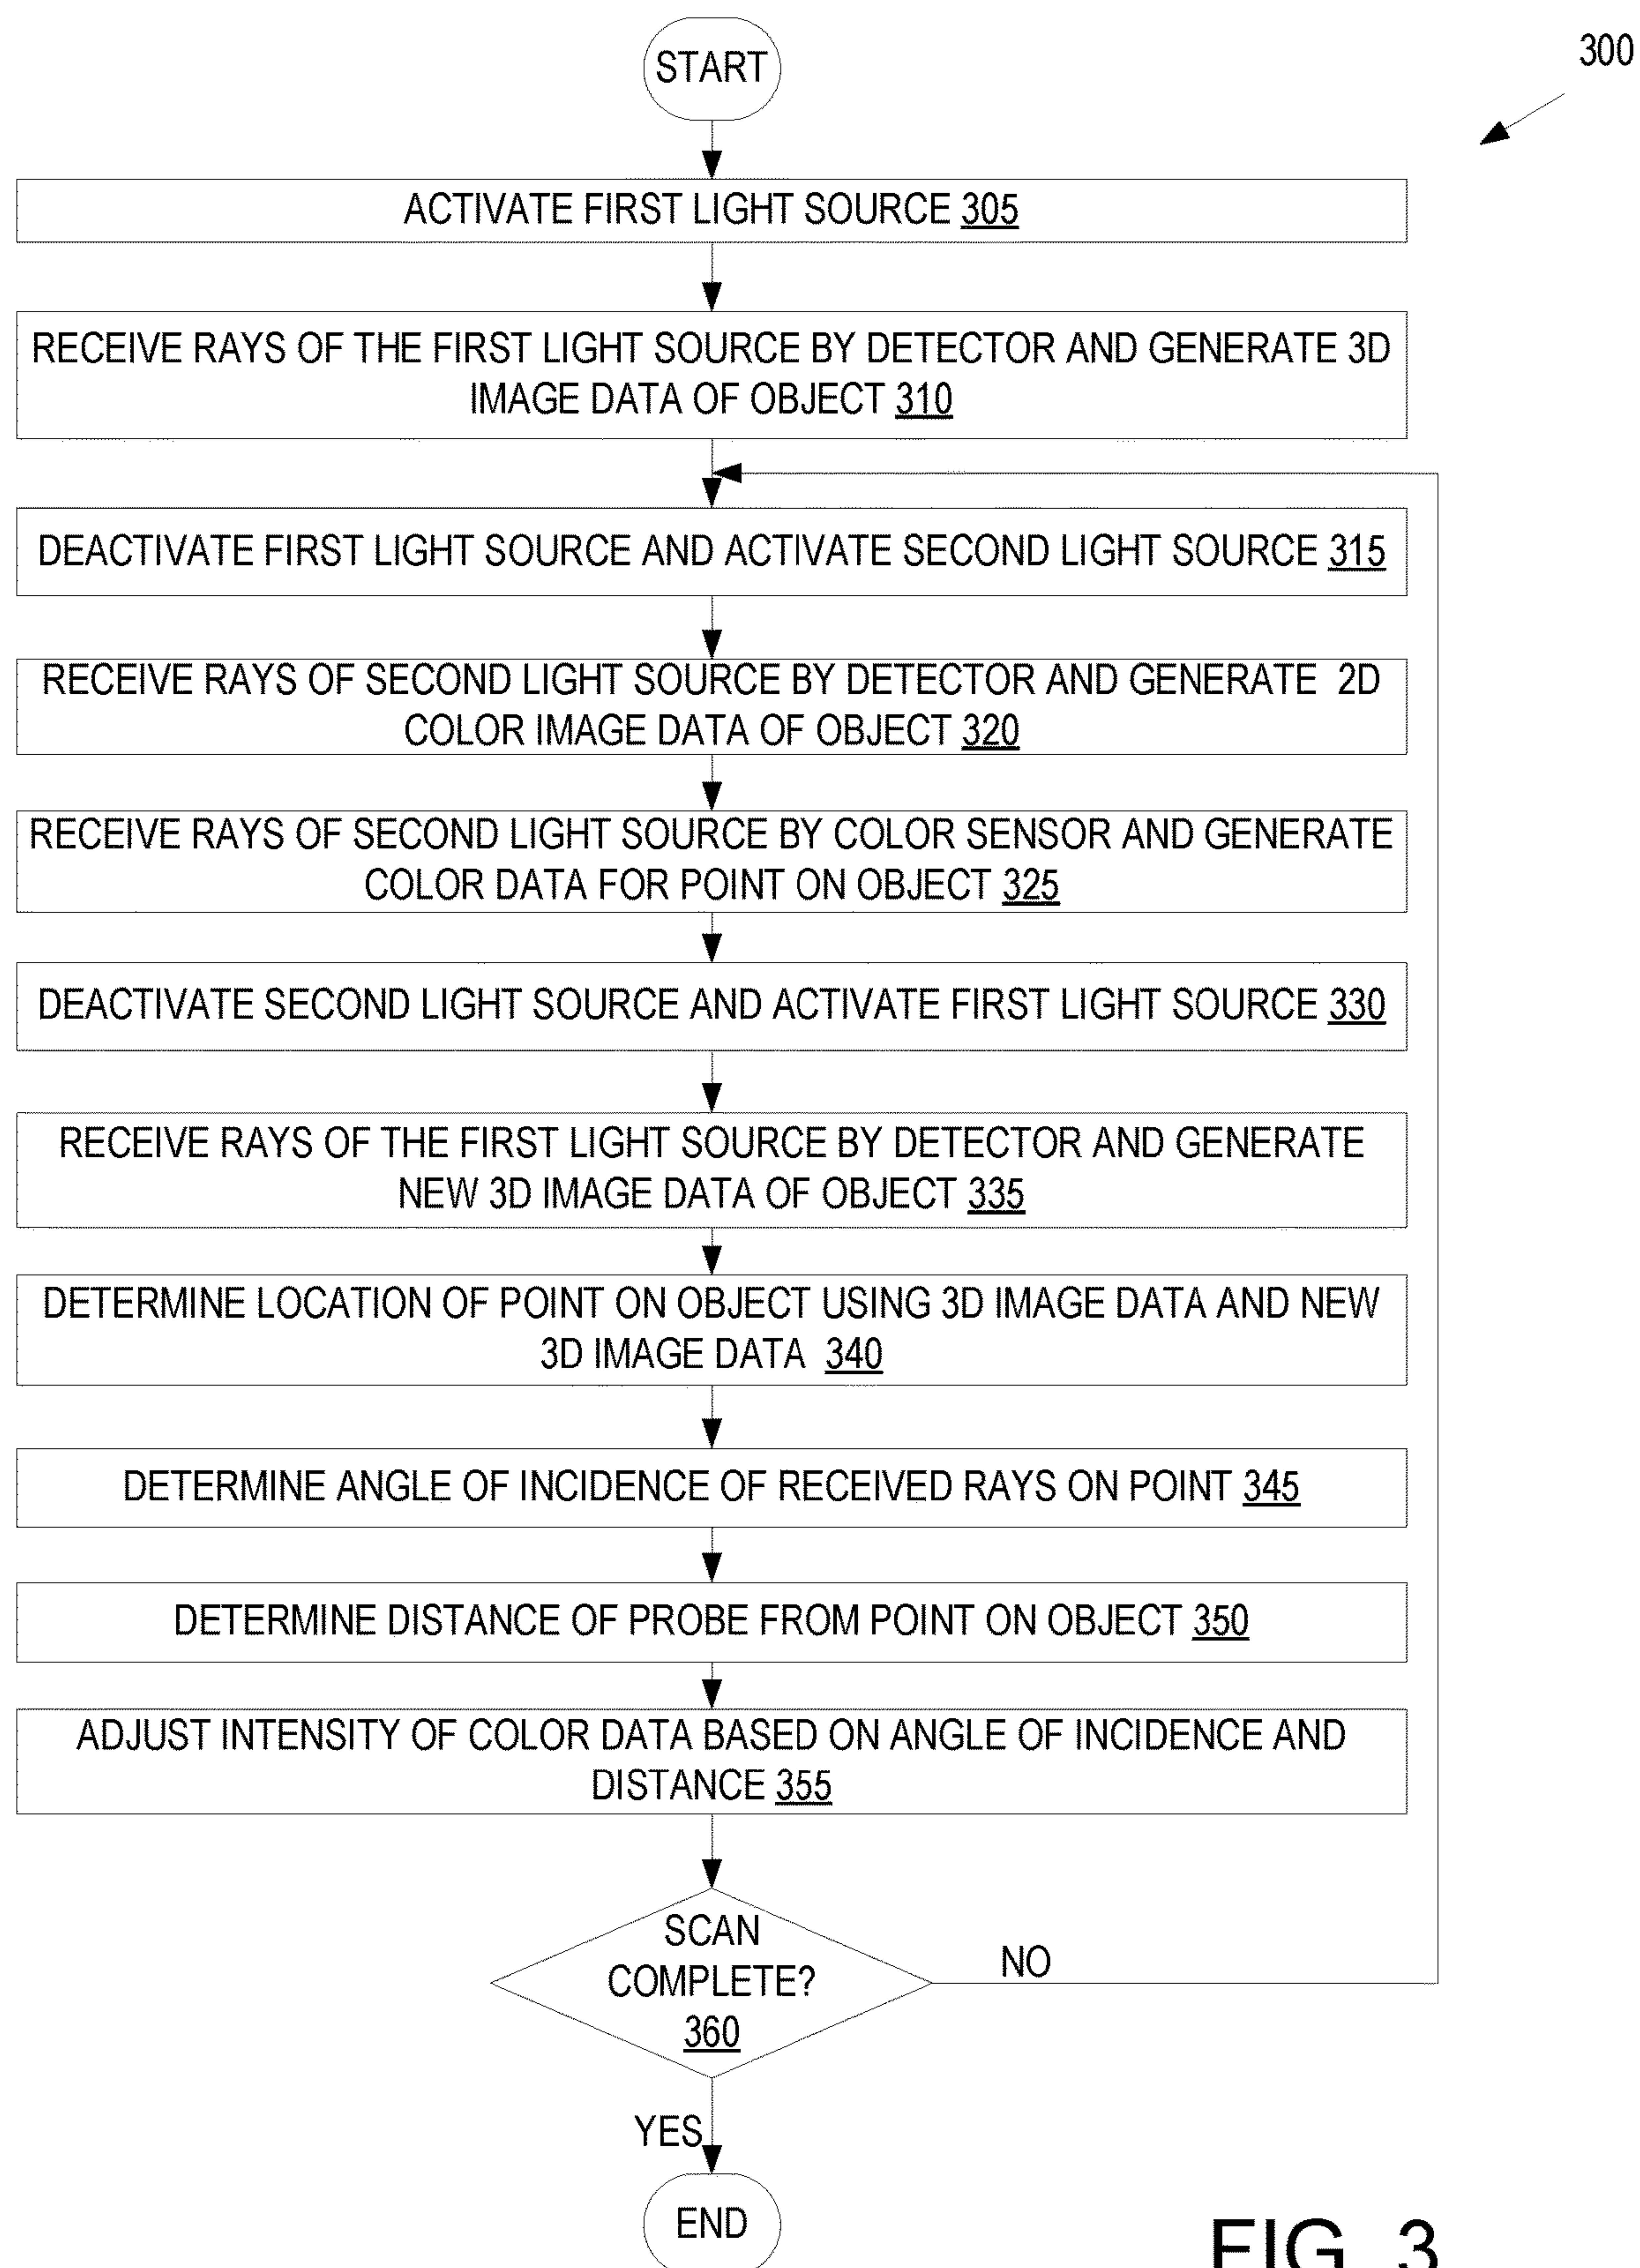 START
300
ACTIVATE FIRST LIGHT SOURCE 305
RECEIVE RAYS OF THE FIRST LIGHT SOURCE BY DETECTOR AND GENERATE 3D
IMAGE DATA OF OBJECT 310
DEACTIVATE FIRST LIGHT SOURCE AND ACTIVATE SECOND LIGHT SOURCE 315
RECEIVE RAYS OF SECOND LIGHT SOURCE BY DETECTOR AND GENERATE 2D
COLOR IMAGE DATA OF OBJECT 320
RECEIVE RAYS OF SECOND LIGHT SOURCE BY COLOR SENSOR AND GENERATE
COLOR DATA FOR POINT ON OBJECT 325
DEACTIVATE SECOND LIGHT SOURCE AND ACTIVATE FIRST LIGHT SOURCE 330
RECEIVE RAYS OF THE FIRST LIGHT SOURCE BY DETECTOR AND GENERATE
NEW 3D IMAGE DATA OF OBJECT 335
DETERMINE LOCATION OF POINT ON OBJECT USING 3D IMAGE DATA AND NEW
3D IMAGE DATA 340
DETERMINE ANGLE OF INCIDENCE OF RECEIVED RAYS ON POINT 345
DETERMINE DISTANCE OF PROBE FROM POINT ON OBJECT 350
ADJUST INTENSITY OF COLOR DATA BASED ON ANGLE OF INCIDENCE AND
DISTANCE 355
SCAN
COMPLETE?
360
NO
YES
END
FIG. 3